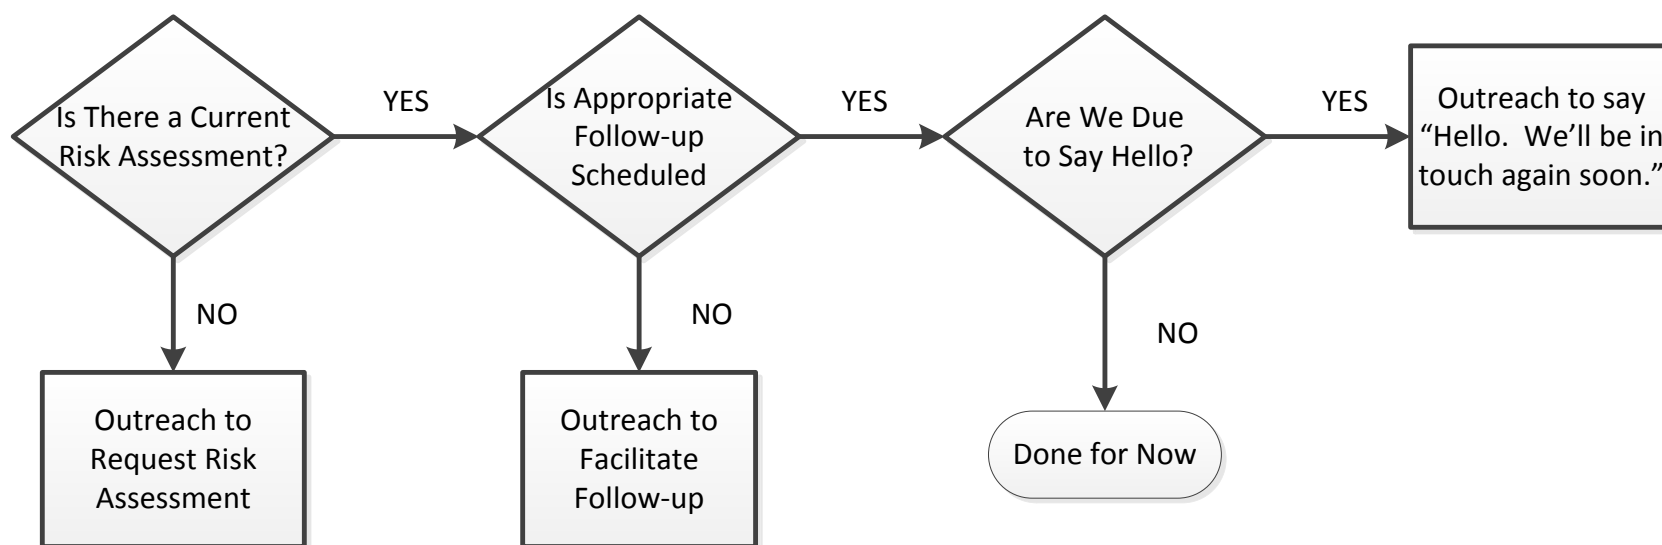 Is There a Current
Risk Assessment?
YES
Is Appropriate
Follow-up
Scheduled
YES
Are We Due
to Say Hello?
YES
Outreach to say
“Hello.  We’ll be in
touch again soon.”
NO
NO
NO
Outreach to
Request Risk
Assessment
Outreach to
Facilitate
Follow-up
Done for Now